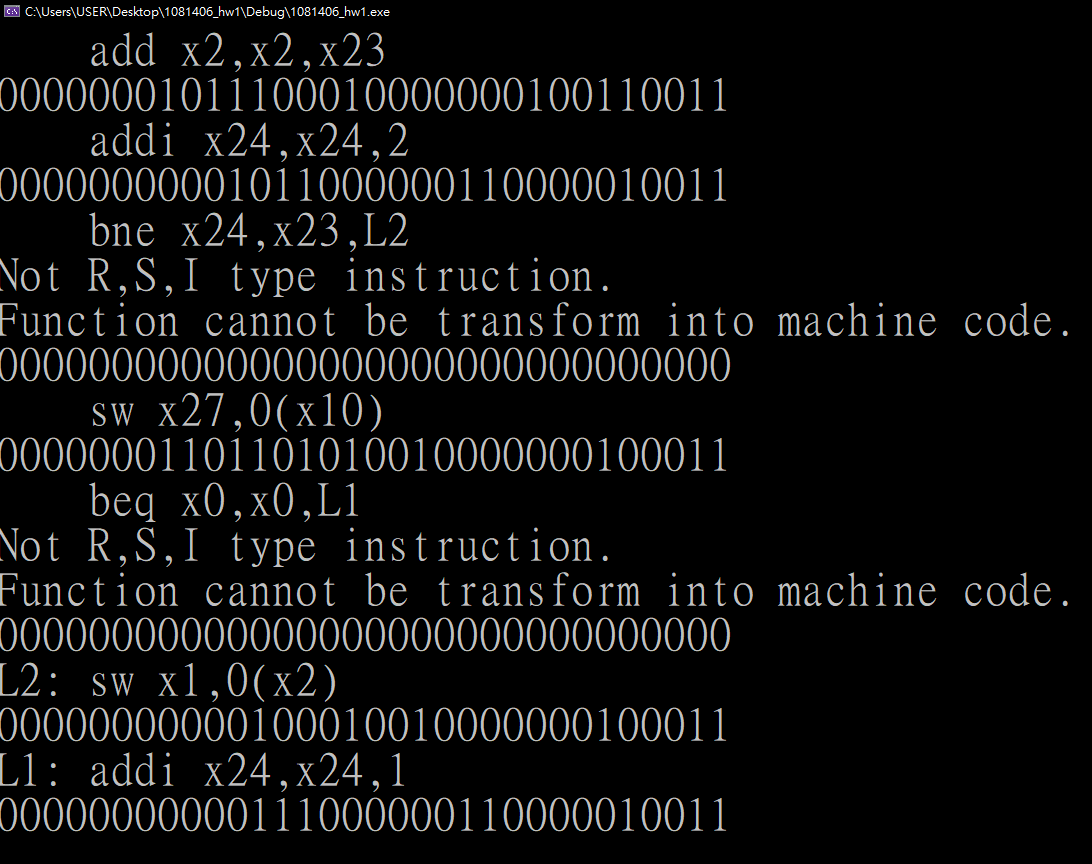 C:\Users\USER\Desktop\1081406_hw1\Debug\1081406_hw1.exe
add x2,x2,x23
00000001011100010000000100110011
addi x24,x24,2
00000000001011000000110000010011
bne x24,x23,L2
Not R,S,I type instruction.
Function cannot be transform into machine code.
00000000000000000000000000000000
sw x27,0(x10)
00000001101101010010000000100011
beq x0,x0,L1
Not R,S,I type instruction.
Function cannot be transform into machine code.
00000000000000000000000000000000
L2: sw x1,0(x2)
00000000000100010010000000100011
L1: addi x24,x24,1
00000000000111000000110000010011